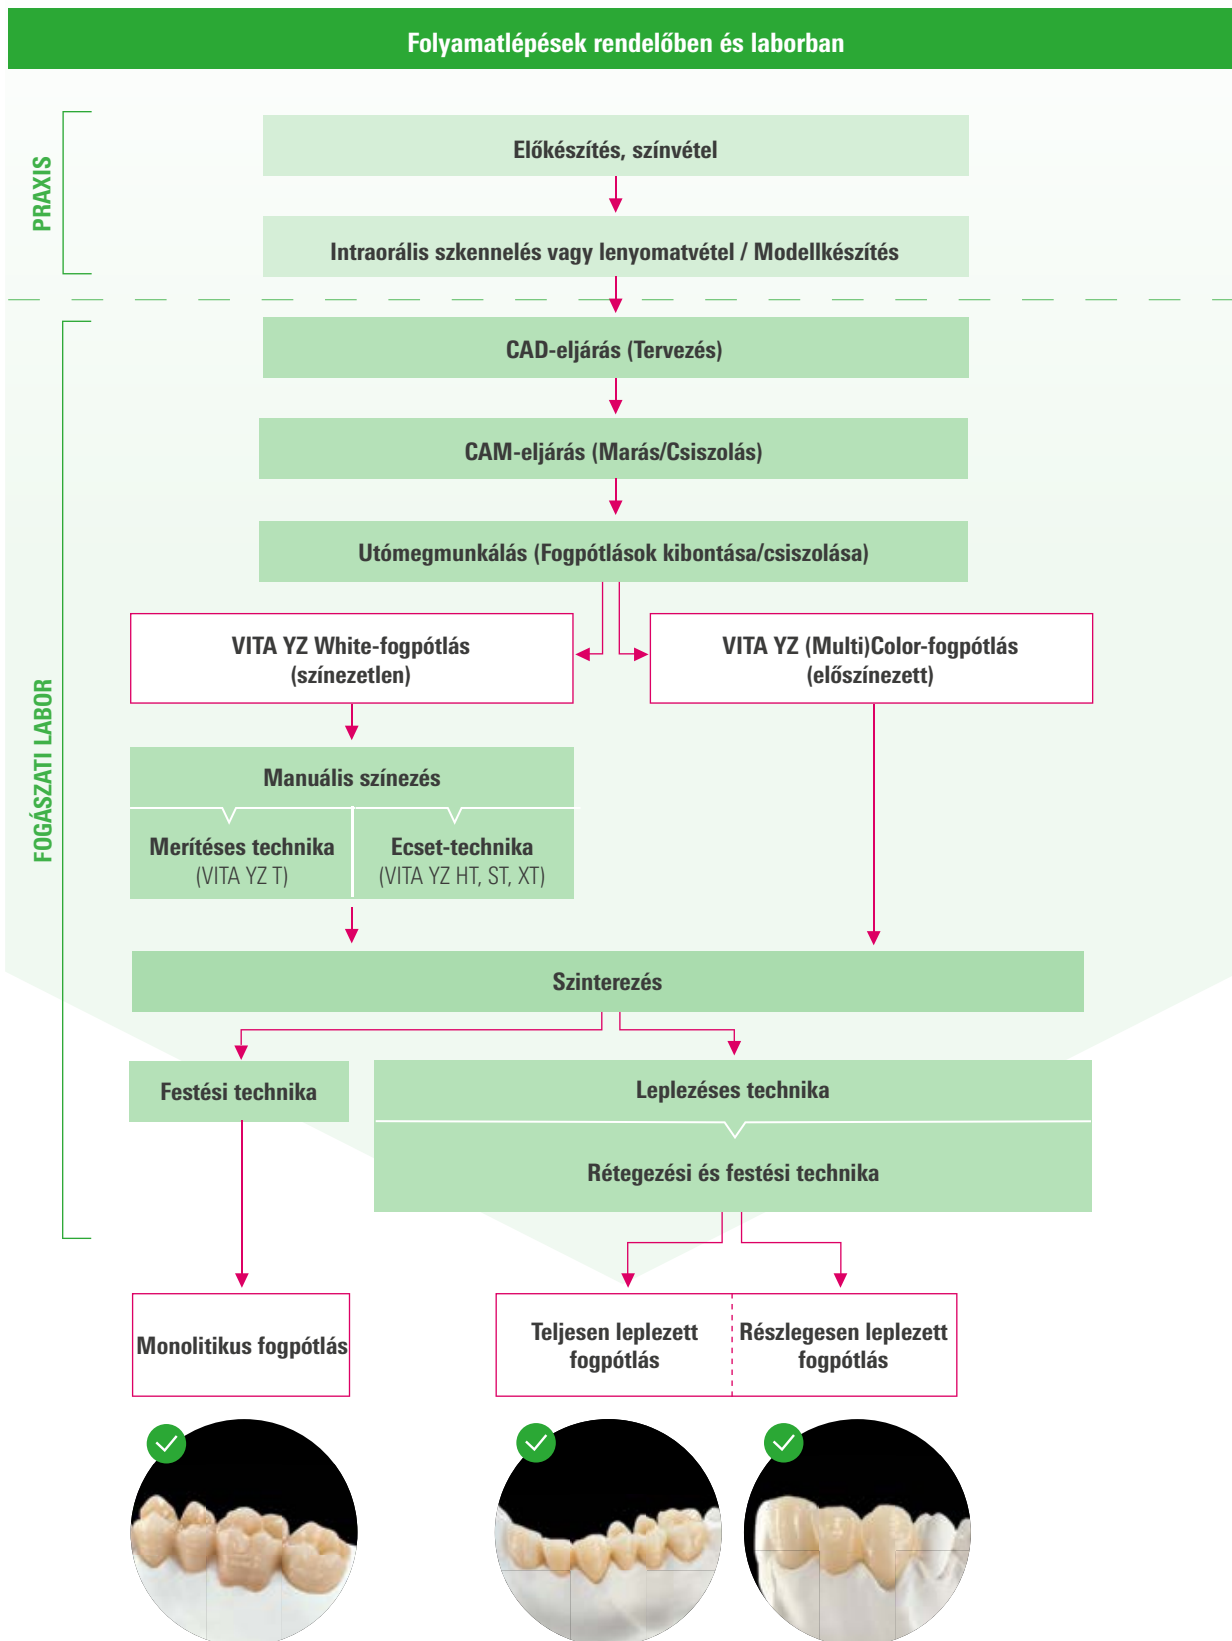 Folyamatlépések rendelőben és laborban
PRAXIS
Előkészítés, színvétel
Intraorális szkennelés vagy lenyomatvétel / Modellkészítés
FOGÁSZATI LABOR
CAD-eljárás (Tervezés)
CAM-eljárás (Marás/Csiszolás)
Utómegmunkálás (Fogpótlások kibontása/csiszolása)
VITA YZ White-fogpótlás
(színezetlen)
VITA YZ (Multi)Color-fogpótlás
(előszínezett)
Manuális színezés
Merítéses technika
(VITA YZ T)
Ecset-technika
(VITA YZ HT, ST, XT)
Szinterezés
Festési technika
Leplezéses technika
Rétegezési és festési technika
Monolitikus fogpótlás
Teljesen leplezett
fogpótlás
Részlegesen leplezett
fogpótlás